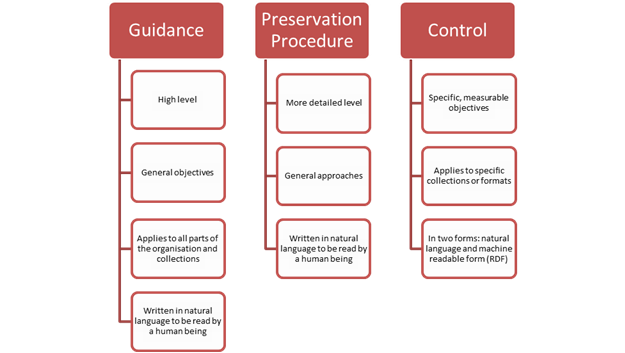 Guidance
High level
General objectives
Applies to all parts of
the organisation and
collections
Written in natural
language to be read by
a human being
Preservation
Procedure
More detailed level
General approaches
Written in natural
language to be read by
a human being
Control
Specific, measurable
objectives
Applies to specific
collections or formats
In two forms: natural
language and machine
readable form (RDF)